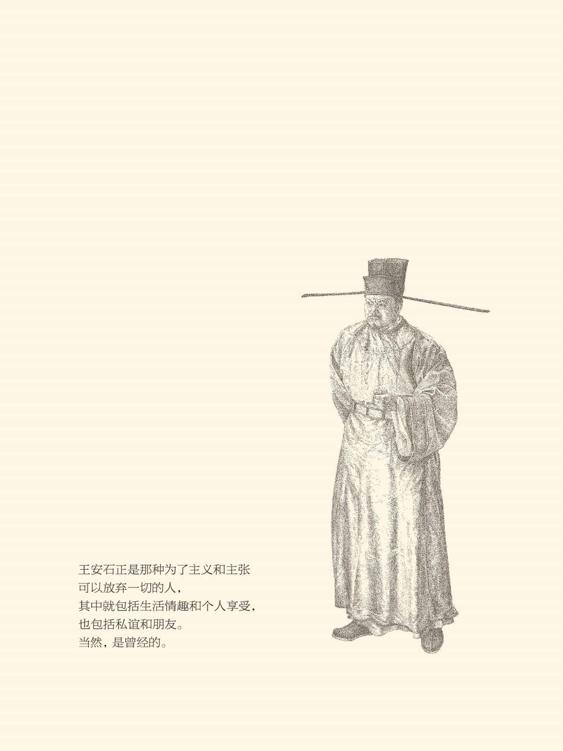 王安石正是那种为了主义和主张
可以放弃一切的人，
其中就包括生活情趣和个人享受，
也包括私谊和朋友。
当然，是曾经的。